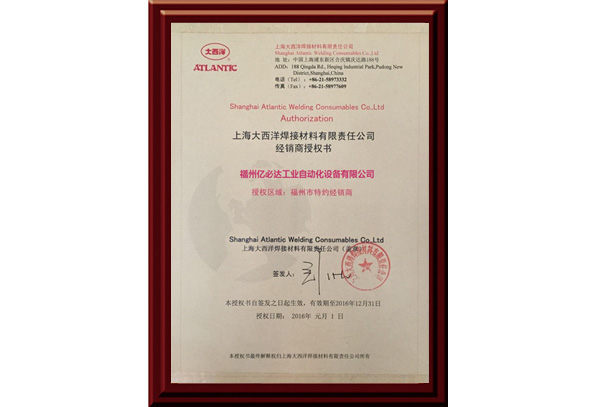 大西洋
ATLANTIC
上海大西洋焊接材料有限责任公司
Shanghai Atlantic Welding Consumables Co.,Ltd
地 址：中国上海浦东新区合庆镇庆达路188号
ADD：188 Qingda Rd., Heqing Industrial Park,Pudong New
District,Shanghai,China
电话（Tel）：+86-21-58973332
传真（Fax）：+86-21-58977609
Shanghai Atlantic Welding Consumables Co.,Ltd
Authorization
上海大西洋焊接材料有限责任公司
经销商授权书
福州亿必达工业自动化设备有限公司
授权区域：福州市特约经销商
Shanghai Atlantic Welding Consumables Co.,Ltd
上海大西洋焊接材料有限责任公司（盖章）
签发人：
本授权书自签发之日起生效，有效期至2016年12月31日
授权日期： 2016年 元月 1 日
本授权书最终解释权归上海大西洋焊接材料有限责任公司所有